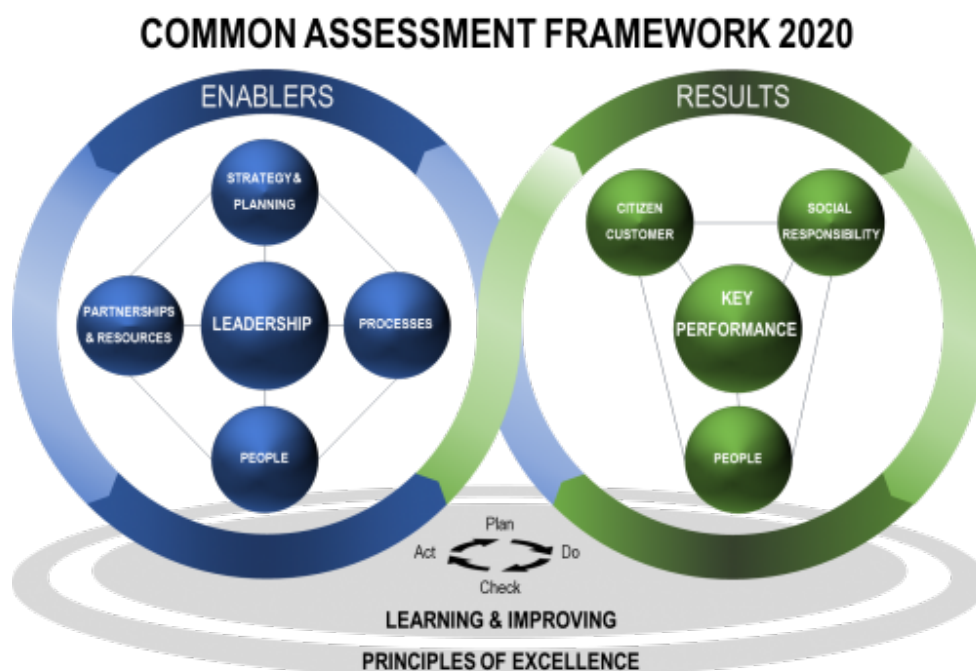 COMMON ASSESSMENT FRAMEWORK 2020
ENABLERS
STRATEGY &
PLANNING
PARTNERSHIPS
& RESOURCES
LEADERSHIP
PROCESSES
PEOPLE
RESULTS
CITIZEN
CUSTOMER
SOCIAL
RESPONSIBILITY
KEY
PERFORMANCE
PEOPLE
Plan
Act
Do
Check
LEARNING & IMPROVING
PRINCIPLES OF EXCELLENCE